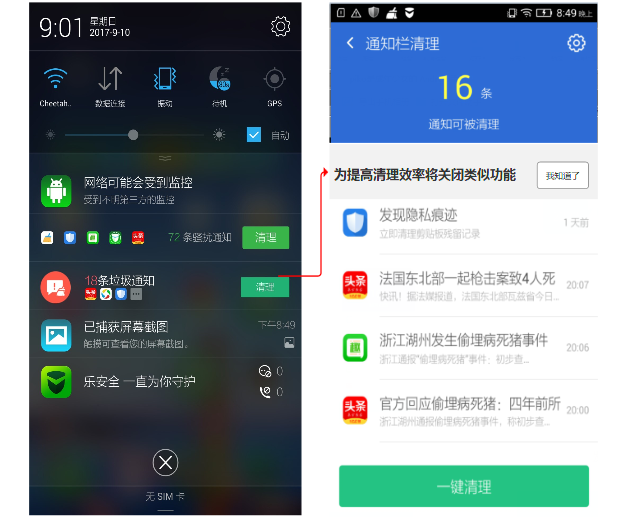 9:01 星期日
2017-9-10
Cheetah..
数据连接
振动
待机
GPS
自动
网络可能会受到监控
受到不明第三方的监控
72 条骚扰通知
清理
18条垃圾通知
清理
已捕获屏幕截图
下午8:49
触摸可查看您的屏幕截图。
乐安全 一直为你守护
0
0
无 SIM 卡
8:49 晚上
通知栏清理
16 条
通知可被清理
为提高清理效率将关闭类似功能
我知道了
发现隐私痕迹
1 天前
立即清理剪贴板残留记录
头条
法国东北部一起枪击案致4人死
20:07
快讯！据法媒报道，法国东北部瓦兹省今日...
趣
浙江湖州发生偷埋病死猪事件
20:06
浙江通报"偷埋病死猪"事件：初步查...
头条
官方回应偷埋病死猪：四年前所
20:00
浙江湖州通报偷埋病死猪事件，称初步查...
一键清理